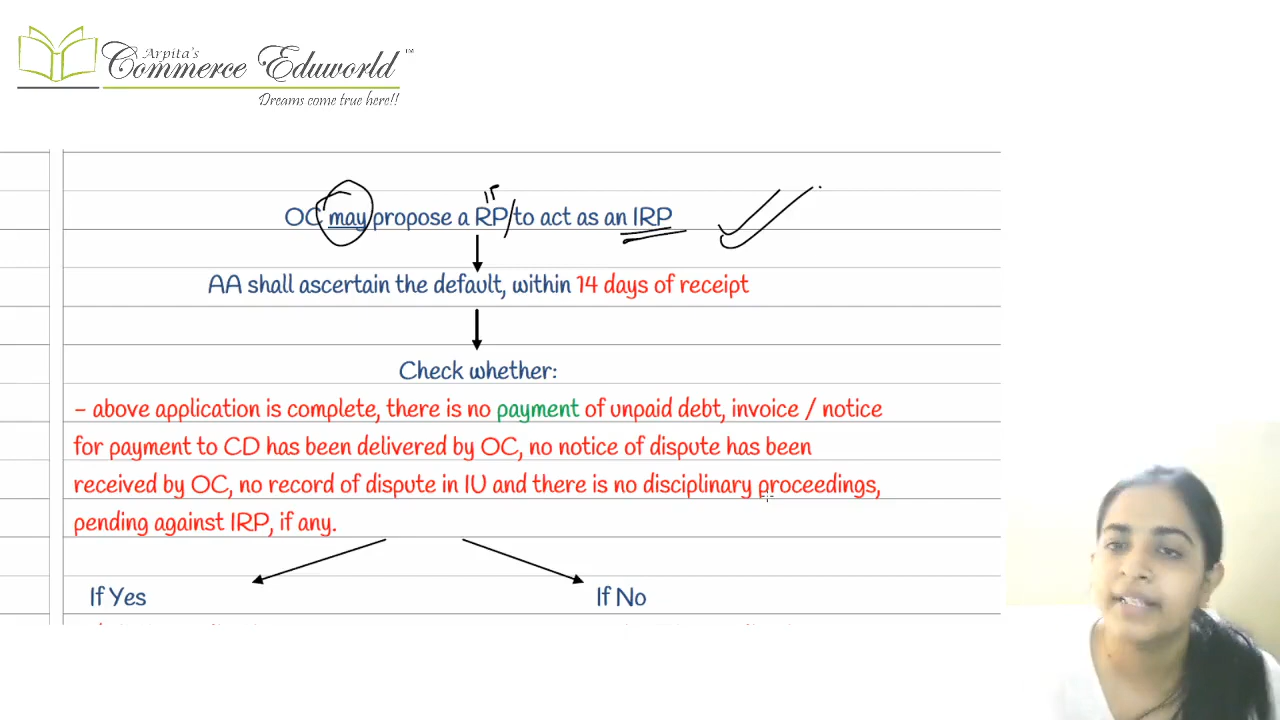 Arpita's
Commerce Eduworld™
Dreams come true here!!
OC may propose a RP to act as an IRP
AA shall ascertain the default, within 14 days of receipt
Check whether:
- above application is complete, there is no payment of unpaid debt, invoice / notice
for payment to CD has been delivered by OC, no notice of dispute has been
received by OC, no record of dispute in IU and there is no disciplinary proceedings,
pending against IRP, if any.
If Yes
If No